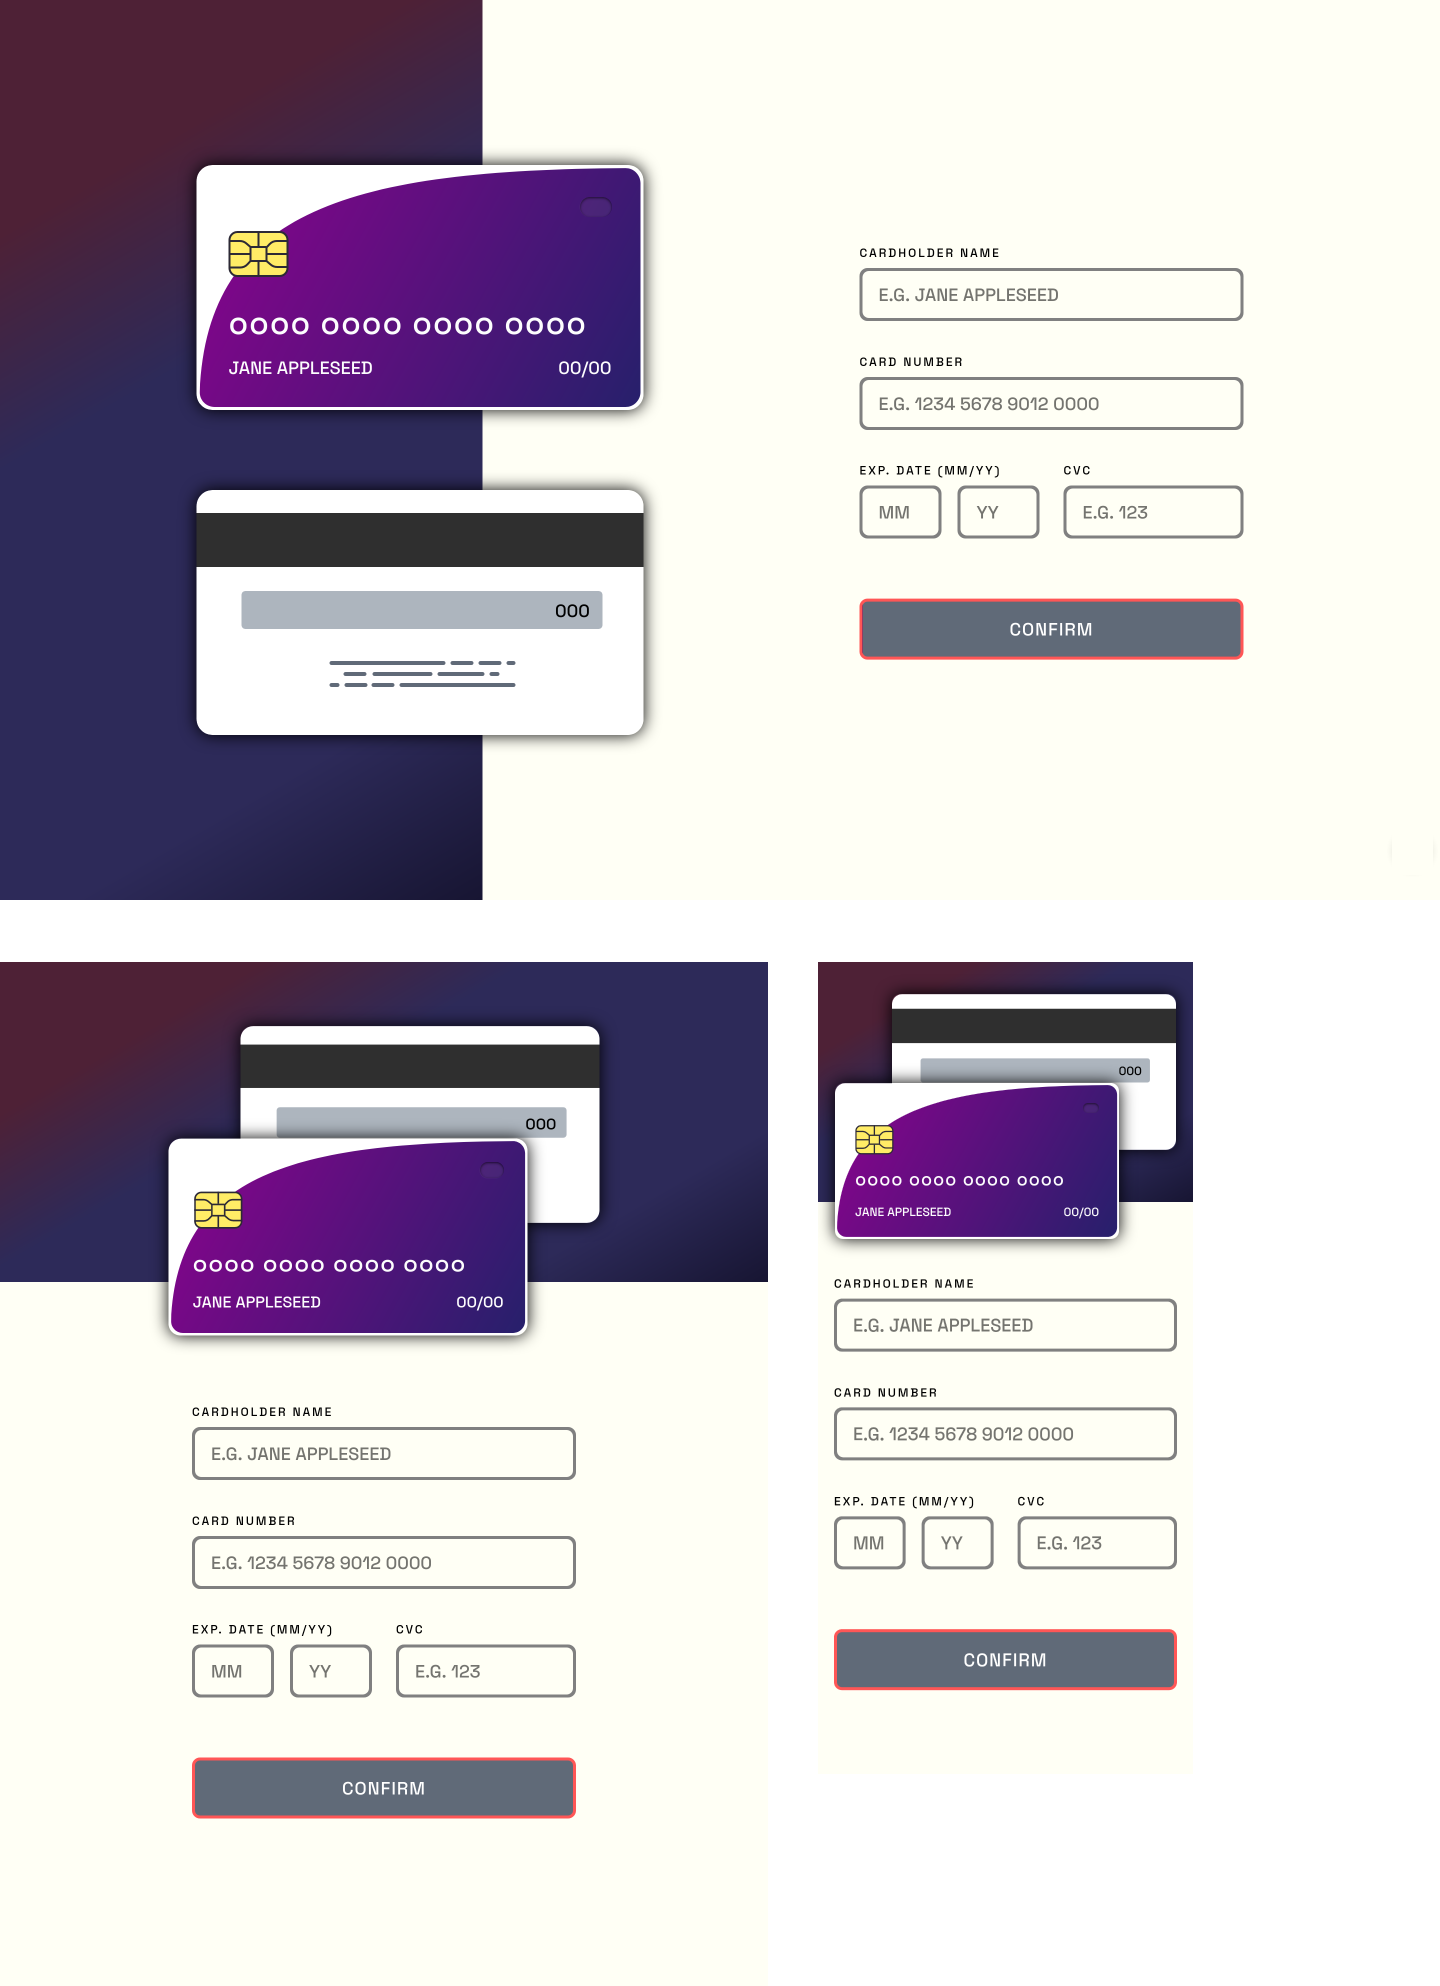 0000 0000 0000 0000
JANE APPLESEED 00/00
000
CARDHOLDER NAME
E.G. JANE APPLESEED
CARD NUMBER
E.G. 1234 5678 9012 0000
EXP. DATE (MM/YY) CVC
MM YY E.G. 123
CONFIRM
000
0000 0000 0000 0000
JANE APPLESEED 00/00
CARDHOLDER NAME
E.G. JANE APPLESEED
CARD NUMBER
E.G. 1234 5678 9012 0000
EXP. DATE (MM/YY) CVC
MM YY E.G. 123
CONFIRM
000
0000 0000 0000 0000
JANE APPLESEED 00/00
CARDHOLDER NAME
E.G. JANE APPLESEED
CARD NUMBER
E.G. 1234 5678 9012 0000
EXP. DATE (MM/YY) CVC
MM YY E.G. 123
CONFIRM